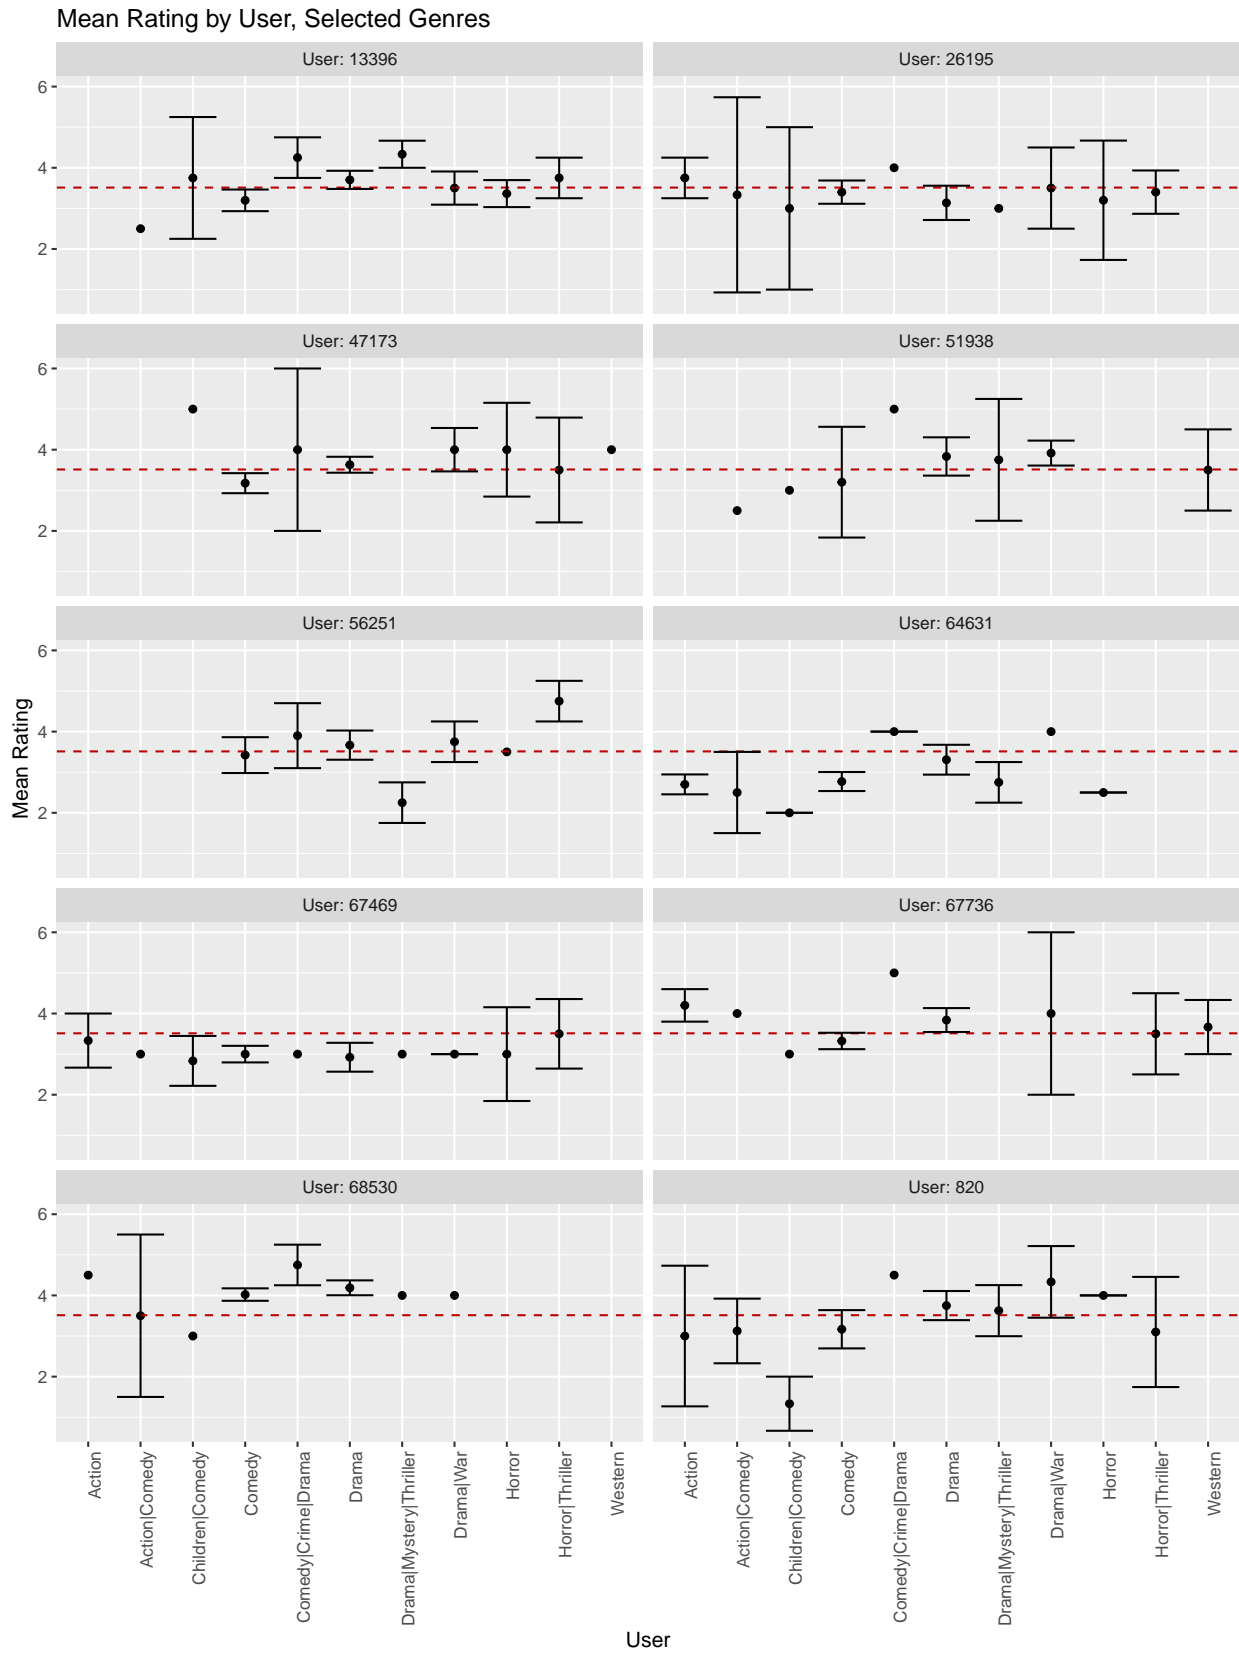 Mean Rating by User, Selected Genres
User: 13396
User: 26195
6
4
2
User: 47173
User: 51938
6
4
2
User: 56251
User: 64631
6
4
2
Mean Rating
User: 67469
User: 67736
6
4
2
User: 68530
User: 820
6
4
2
Action
Action|Comedy
Children|Comedy
Comedy
Comedy|Crime|Drama
Drama
Drama|Mystery|Thriller
Drama|War
Horror
Horror|Thriller
Western
Action
Action|Comedy
Children|Comedy
Comedy
Comedy|Crime|Drama
Drama
Drama|Mystery|Thriller
Drama|War
Horror
Horror|Thriller
Western
User